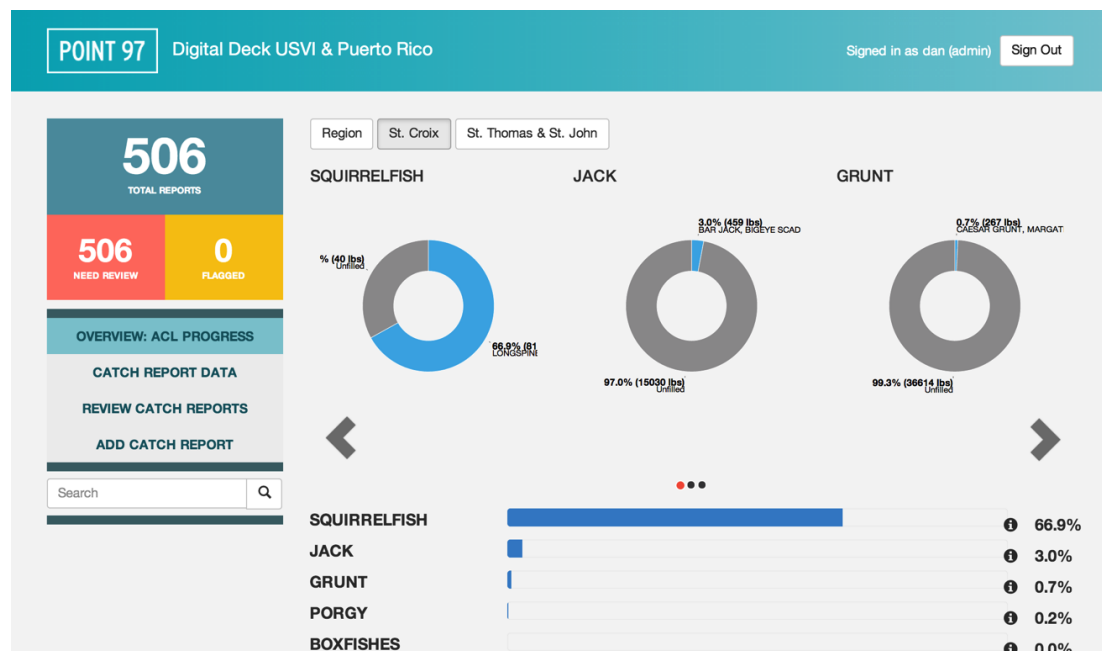 POINT 97
Digital Deck USVI & Puerto Rico
Signed in as dan (admin)
Sign Out
506
TOTAL REPORTS
506
NEED REVIEW
0
FLAGGED
OVERVIEW: ACL PROGRESS
CATCH REPORT DATA
REVIEW CATCH REPORTS
ADD CATCH REPORT
Search
Region
St. Croix
St. Thomas & St. John
SQUIRRELFISH
% (40 lbs)
Unfilled
66.9% (81
LONGSPINE
JACK
3.0% (459 lbs)
BAR JACK, BIGEYE SCAD
97.0% (15030 lbs)
Unfilled
GRUNT
0.7% (267 lbs)
CAESAR GRUNT, MARGAT
99.3% (36614 lbs)
Unfilled
SQUIRRELFISH 66.9%
JACK 3.0%
GRUNT 0.7%
PORGY 0.2%
BOXFISHES 0.0%